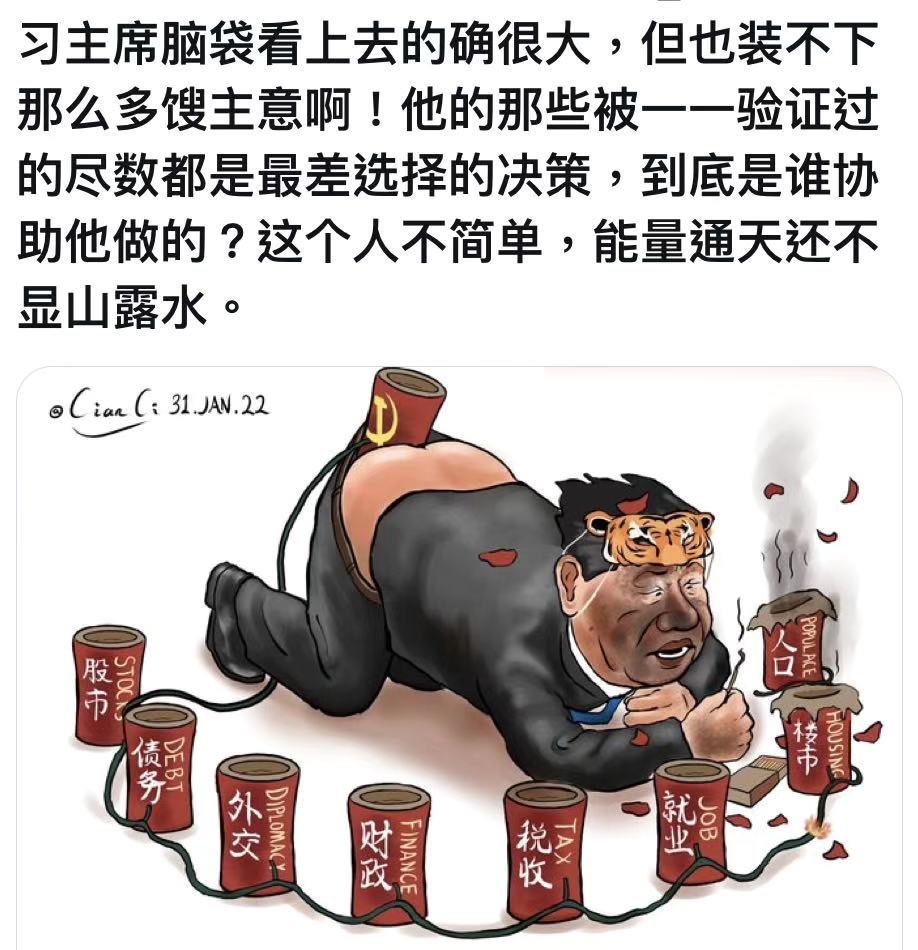 习主席脑袋看上去的确很大，但也装不下
那么多馊主意啊！他的那些被一一验证过
的尽数都是最差选择的决策，到底是谁协
助他做的？这个人不简单，能量通天还不
显山露水。
@Cian Ci 31.JAN.22
人口 POPULACE
股市 STOCKS
楼市 HOUSING
债务 DEBT
外交 DIPLOMACY
财政 FINANCE
税收 TAX
就业 JOB